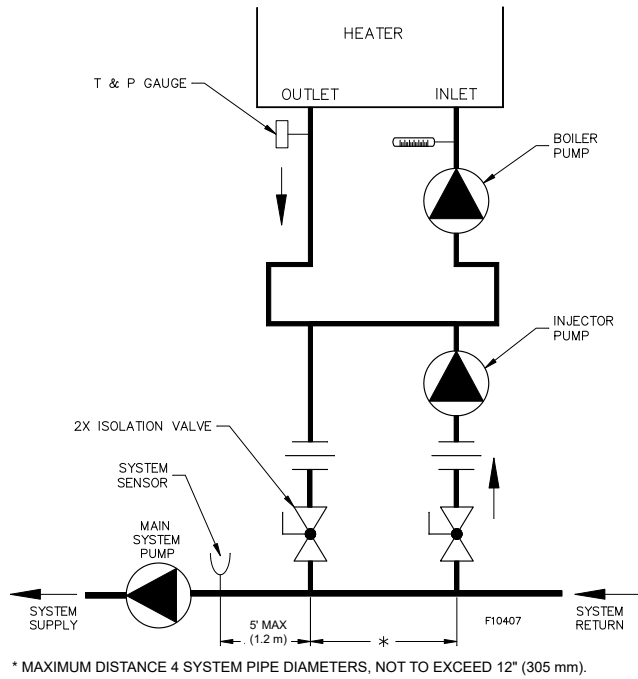 HEATER
T & P GAUGE
OUTLET
INLET
BOILER
PUMP
INJECTOR
PUMP
2X ISOLATION VALVE
SYSTEM
SENSOR
MAIN
SYSTEM
PUMP
SYSTEM
SUPPLY
5' MAX
(1.2 m)
*
F10407
SYSTEM
RETURN
* MAXIMUM DISTANCE 4 SYSTEM PIPE DIAMETERS, NOT TO EXCEED 12" (305 mm).